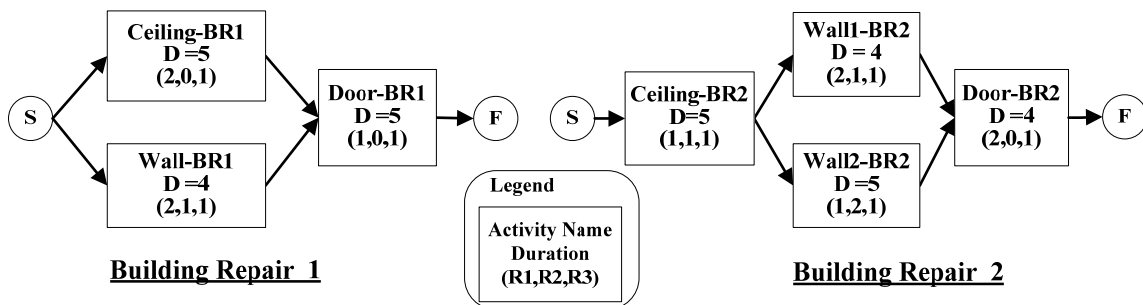 S
Ceiling-BR1
D =5
(2,0,1)
Wall-BR1
D =4
(2,1,1)
Door-BR1
D =5
(1,0,1)
F
Building Repair 1
Legend
Activity Name
Duration
(R1,R2,R3)
S
Ceiling-BR2
D=5
(1,1,1)
Wall1-BR2
D = 4
(2,1,1)
Wall2-BR2
D =5
(1,2,1)
Door-BR2
D =4
(2,0,1)
F
Building Repair 2